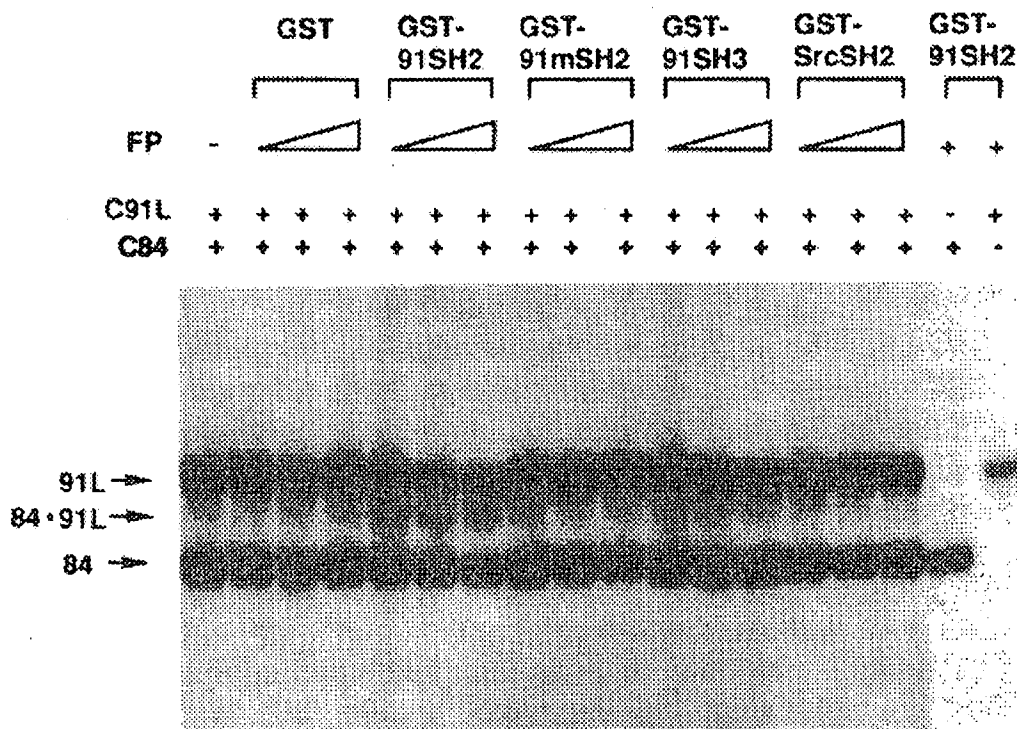 GST GST- GST- GST- GST- GST-
91SH2 91mSH2 91SH3 SrcSH2 91SH2
FP - + +
C91L + + + + + + + + + + + + + + + + - +
C84 + + + + + + + + + + + + + + + + + -
91L
84•91L
84